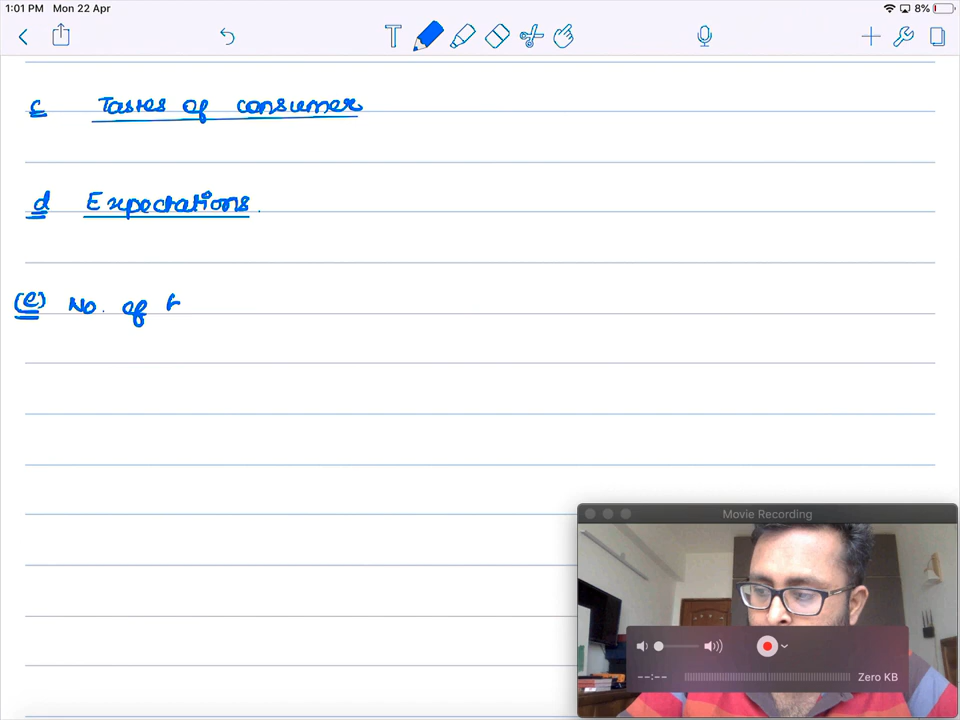 1:01 PM Mon 22 Apr 8%
T
c Tastes of consumer
d Expectations.
(e) No. of
Movie Recording
--:-- Zero KB